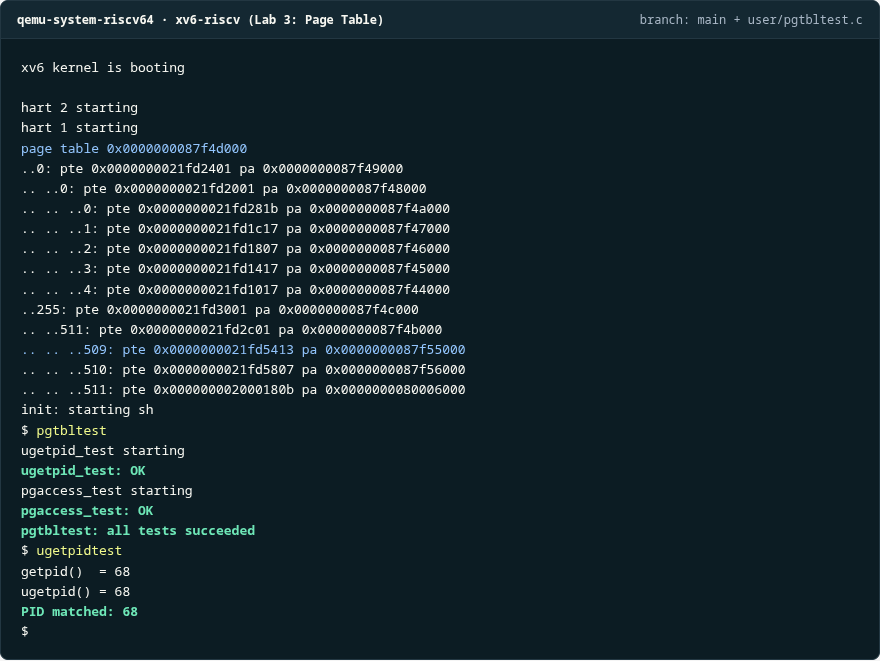 qemu-system-riscv64 · xv6-riscv (Lab 3: Page Table)
branch: main + user/pgtbltest.c
xv6 kernel is booting
hart 2 starting
hart 1 starting
page table 0x0000000087f4d000
..0: pte 0x0000000021fd2401 pa 0x0000000087f49000
.. ..0: pte 0x0000000021fd2001 pa 0x0000000087f48000
.. .. ..0: pte 0x0000000021fd281b pa 0x0000000087f4a000
.. .. ..1: pte 0x0000000021fd1c17 pa 0x0000000087f47000
.. .. ..2: pte 0x0000000021fd1807 pa 0x0000000087f46000
.. .. ..3: pte 0x0000000021fd1417 pa 0x0000000087f45000
.. .. ..4: pte 0x0000000021fd1017 pa 0x0000000087f44000
..255: pte 0x0000000021fd3001 pa 0x0000000087f4c000
.. ..511: pte 0x0000000021fd2c01 pa 0x0000000087f4b000
.. .. ..509: pte 0x0000000021fd5413 pa 0x0000000087f55000
.. .. ..510: pte 0x0000000021fd5807 pa 0x0000000087f56000
.. .. ..511: pte 0x000000002000180b pa 0x0000000080006000
init: starting sh
$ pgtbltest
ugetpid_test starting
ugetpid_test: OK
pgaccess_test starting
pgaccess_test: OK
pgtbltest: all tests succeeded
$ ugetpidtest
getpid()  = 68
ugetpid() = 68
PID matched: 68
$